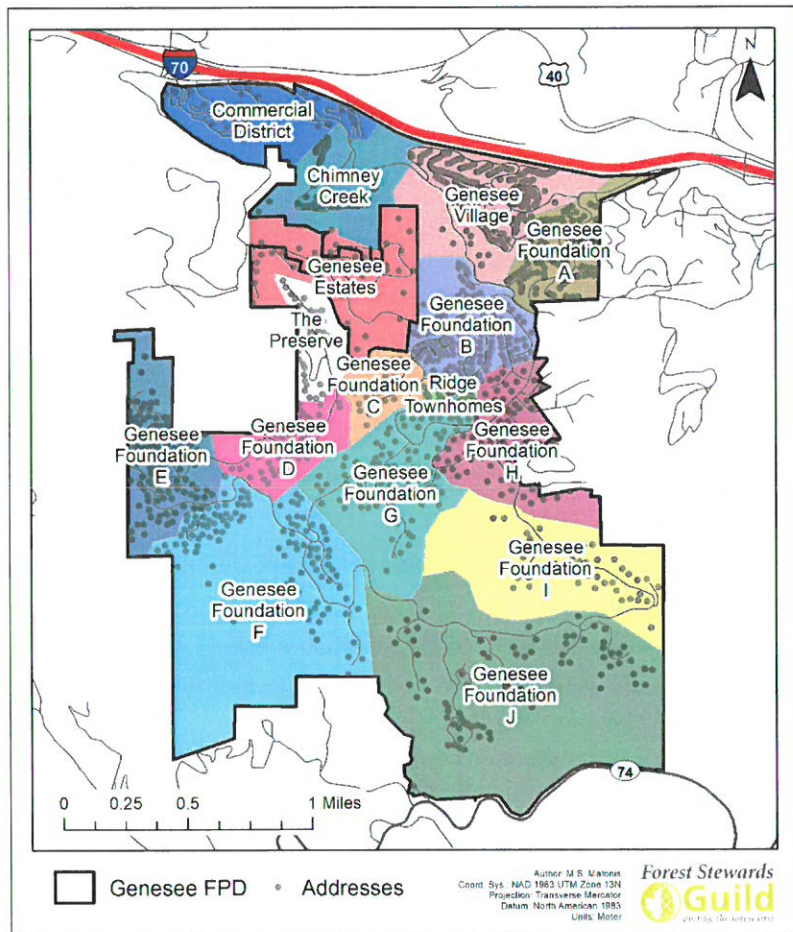 70
40
N
Commercial
District
Chimney
Creek
Genesee
Village
Genesee
Foundation
A
Genesee
Estates
Genesee
Foundation
B
The
Preserve
Genesee
Foundation
C
Ridge
Townhomes
Genesee
Foundation
D
Genesee
Foundation
E
Genesee
Foundation
H
Genesee
Foundation
G
Genesee
Foundation
I
Genesee
Foundation
F
Genesee
Foundation
J
74
0 0.25 0.5 1 Miles
Genesee FPD
Addresses
Author: M.S. Matonis
Coord. Sys.: NAD 1983 UTM Zone 13N
Projection: Transverse Mercator
Datum: North American 1983
Units: Meter
Forest Stewards
Guild